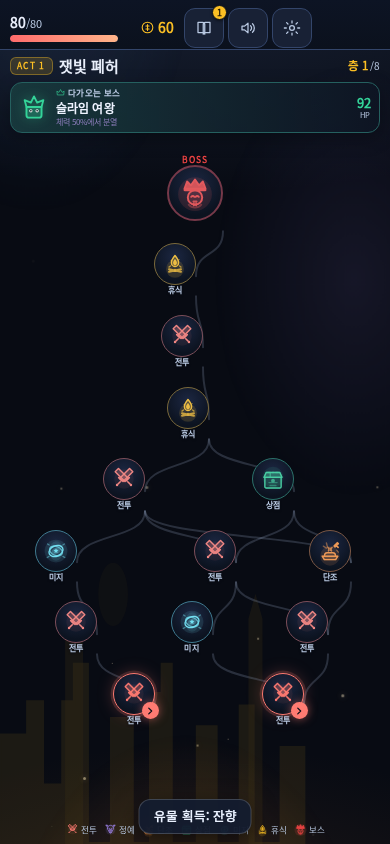 80/80
60
1
ACT 1 잿빛 폐허
층 1/8
다가오는 보스
슬라임 여왕
체력 50%에서 분열
92
HP
BOSS
휴식
전투
휴식
전투
상점
미지
전투
단조
전투
미지
전투
전투
전투
유물 획득: 잔향
전투
정예
휴식
보스